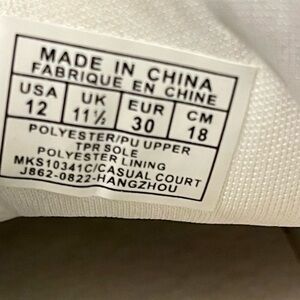 MADE IN CHINA
FABRIQUE EN CHINE
USA UK EUR CM
12 11½ 30 18
POLYESTER/PU UPPER
TPR SOLE
POLYESTER LINING
MKS10341C/CASUAL COURT
J862-0822-HANGZHOU